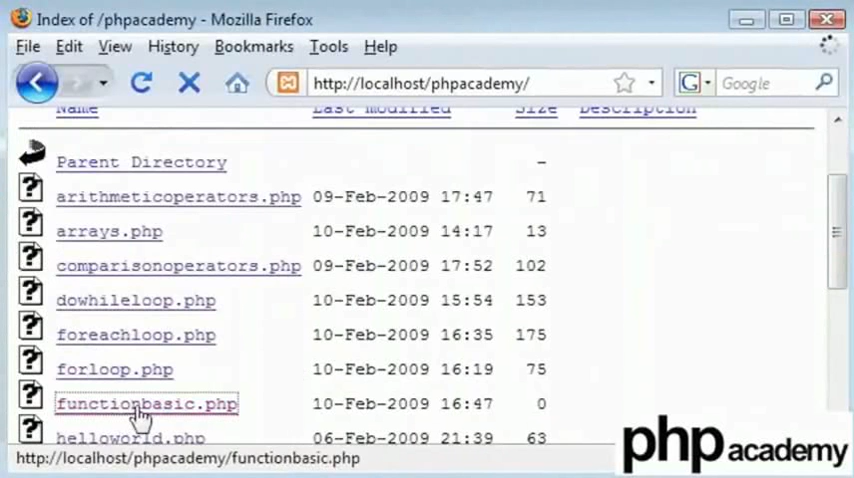 Index of /phpacademy - Mozilla Firefox
File Edit View History Bookmarks Tools Help
http://localhost/phpacademy/ G Google
Name Last modified Size Description
Parent Directory -
? arithmeticoperators.php 09-Feb-2009 17:47 71
? arrays.php 10-Feb-2009 14:17 13
? comparisonoperators.php 09-Feb-2009 17:52 102
? dowhileloop.php 10-Feb-2009 15:54 153
? foreachloop.php 10-Feb-2009 16:35 175
? forloop.php 10-Feb-2009 16:19 75
? functionbasic.php 10-Feb-2009 16:47 0
? helloworld.php 06-Feb-2009 21:39 63
http://localhost/phpacademy/functionbasic.php
php academy